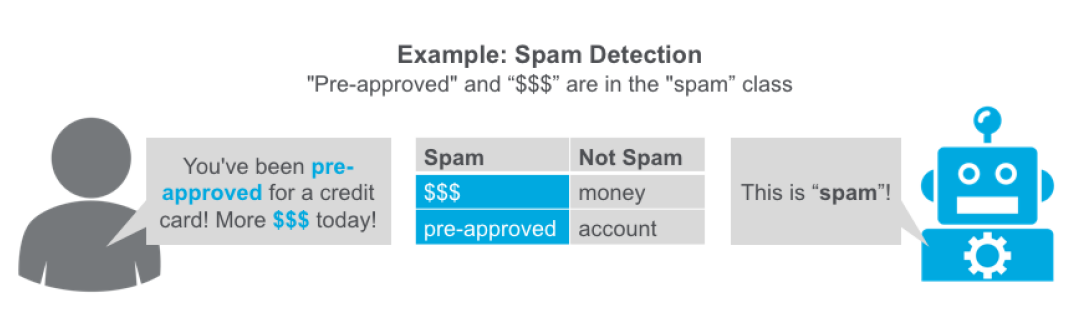 Example: Spam Detection
"Pre-approved" and “$$$” are in the "spam” class
You've been pre-
approved for a credit
card! More $$$ today!
Spam Not Spam
$$$ money
pre-approved account
This is “spam”!